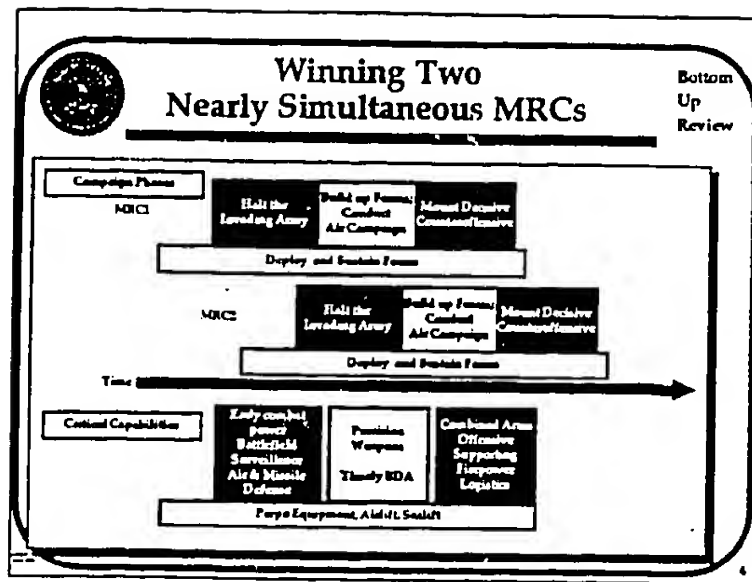 Winning Two
Nearly Simultaneous MRCs
Bottom
Up
Review
Campaign Phases
MRC1
Halt the
Invading Army
Build up Forces;
Conduct
Air Campaign
Mount Decisive
Counteroffensive
Deploy and Sustain Forces
MRC2
Halt the
Invading Army
Build up Forces;
Conduct
Air Campaign
Mount Decisive
Counteroffensive
Deploy and Sustain Forces
Time
Critical Capabilities
Early combat
power
Battlefield
Surveillance
Air & Missile
Defense
Precision
Weapons
Timely BDA
Combined Arms
Offensive
Supporting
Firepower
Logistics
Prepo Equipment, Airlift, Sealift
4